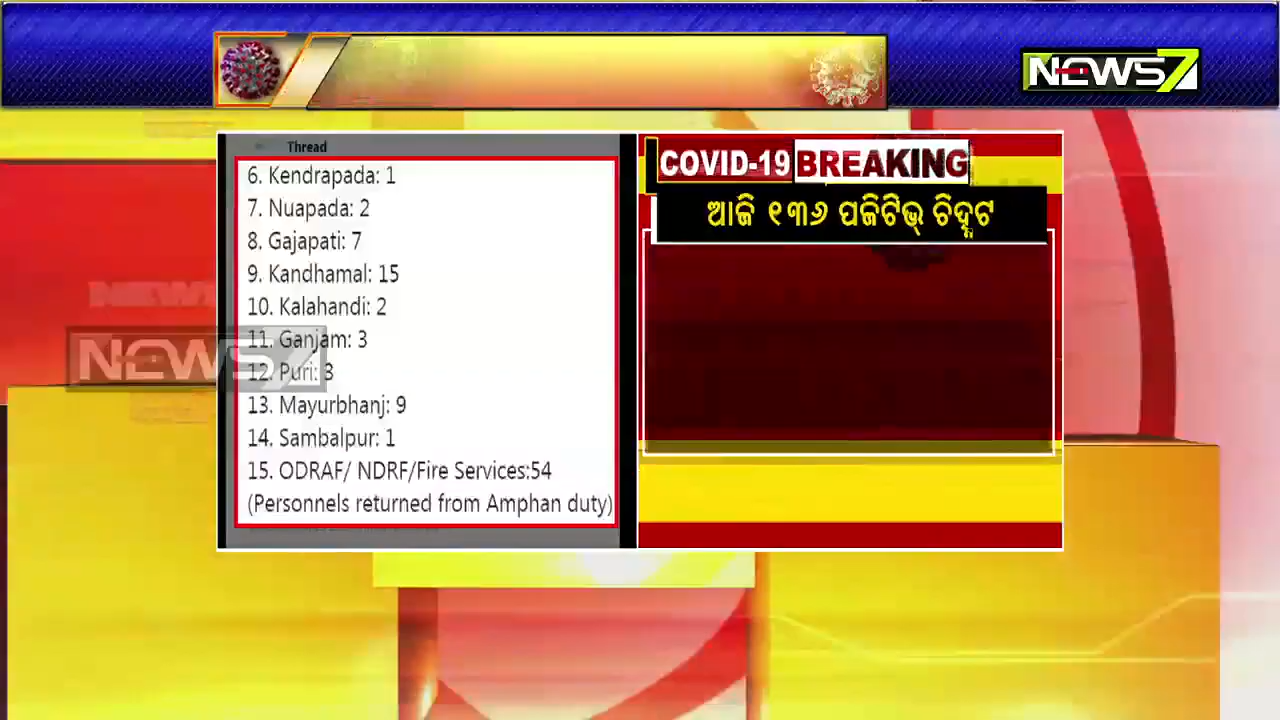 NEWS7
Thread
6. Kendrapada: 1
7. Nuapada: 2
8. Gajapati: 7
9. Kandhamal: 15
10. Kalahandi: 2
11. Ganjam: 3
12. Puri: 3
13. Mayurbhanj: 9
14. Sambalpur: 1
15. ODRAF/ NDRF/Fire Services:54
(Personnels returned from Amphan duty)
NEWS7
COVID-19 BREAKING
ଆଜି ୧୩୬ ପଜିଟିଭ୍ ଚିହ୍ନଟ